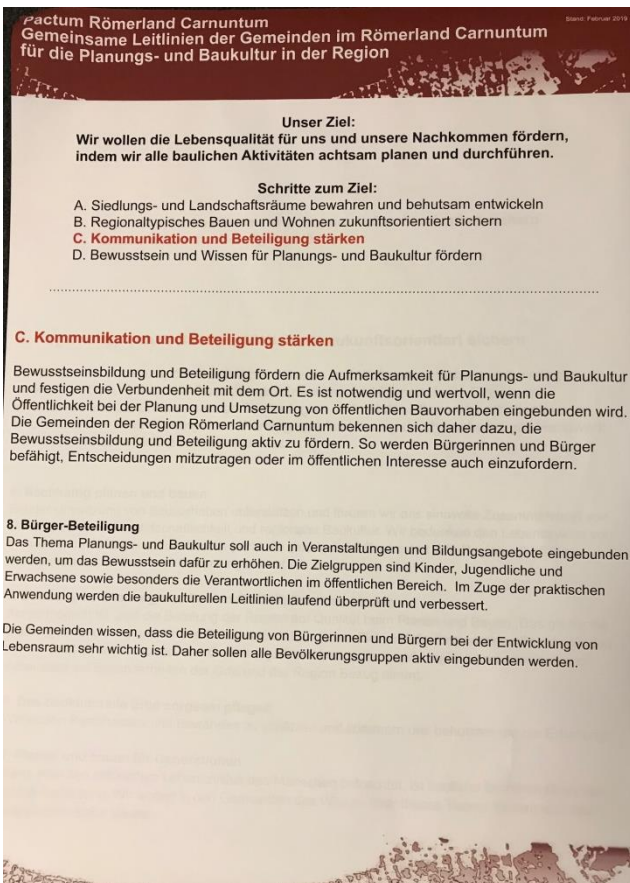 Pactum Römerland Carnuntum
Stand: Februar 2019
Gemeinsame Leitlinien der Gemeinden im Römerland Carnuntum
für die Planungs- und Baukultur in der Region
Unser Ziel:
Wir wollen die Lebensqualität für uns und unsere Nachkommen fördern,
indem wir alle baulichen Aktivitäten achtsam planen und durchführen.
Schritte zum Ziel:
A. Siedlungs- und Landschaftsräume bewahren und behutsam entwickeln
B. Regionaltypisches Bauen und Wohnen zukunftsorientiert sichern
C. Kommunikation und Beteiligung stärken
D. Bewusstsein und Wissen für Planungs- und Baukultur fördern
C. Kommunikation und Beteiligung stärken
Bewusstseinsbildung und Beteiligung fördern die Aufmerksamkeit für Planungs- und Baukultur
und festigen die Verbundenheit mit dem Ort. Es ist notwendig und wertvoll, wenn die
Öffentlichkeit bei der Planung und Umsetzung von öffentlichen Bauvorhaben eingebunden wird.
Die Gemeinden der Region Römerland Carnuntum bekennen sich daher dazu, die
Bewusstseinsbildung und Beteiligung aktiv zu fördern. So werden Bürgerinnen und Bürger
befähigt, Entscheidungen mitzutragen oder im öffentlichen Interesse auch einzufordern.
8. Bürger-Beteiligung
Das Thema Planungs- und Baukultur soll auch in Veranstaltungen und Bildungsangebote eingebunden
werden, um das Bewusstsein dafür zu erhöhen. Die Zielgruppen sind Kinder, Jugendliche und
Erwachsene sowie besonders die Verantwortlichen im öffentlichen Bereich. Im Zuge der praktischen
Anwendung werden die baukulturellen Leitlinien laufend überprüft und verbessert.
Die Gemeinden wissen, dass die Beteiligung von Bürgerinnen und Bürgern bei der Entwicklung von
Lebensraum sehr wichtig ist. Daher sollen alle Bevölkerungsgruppen aktiv eingebunden werden.